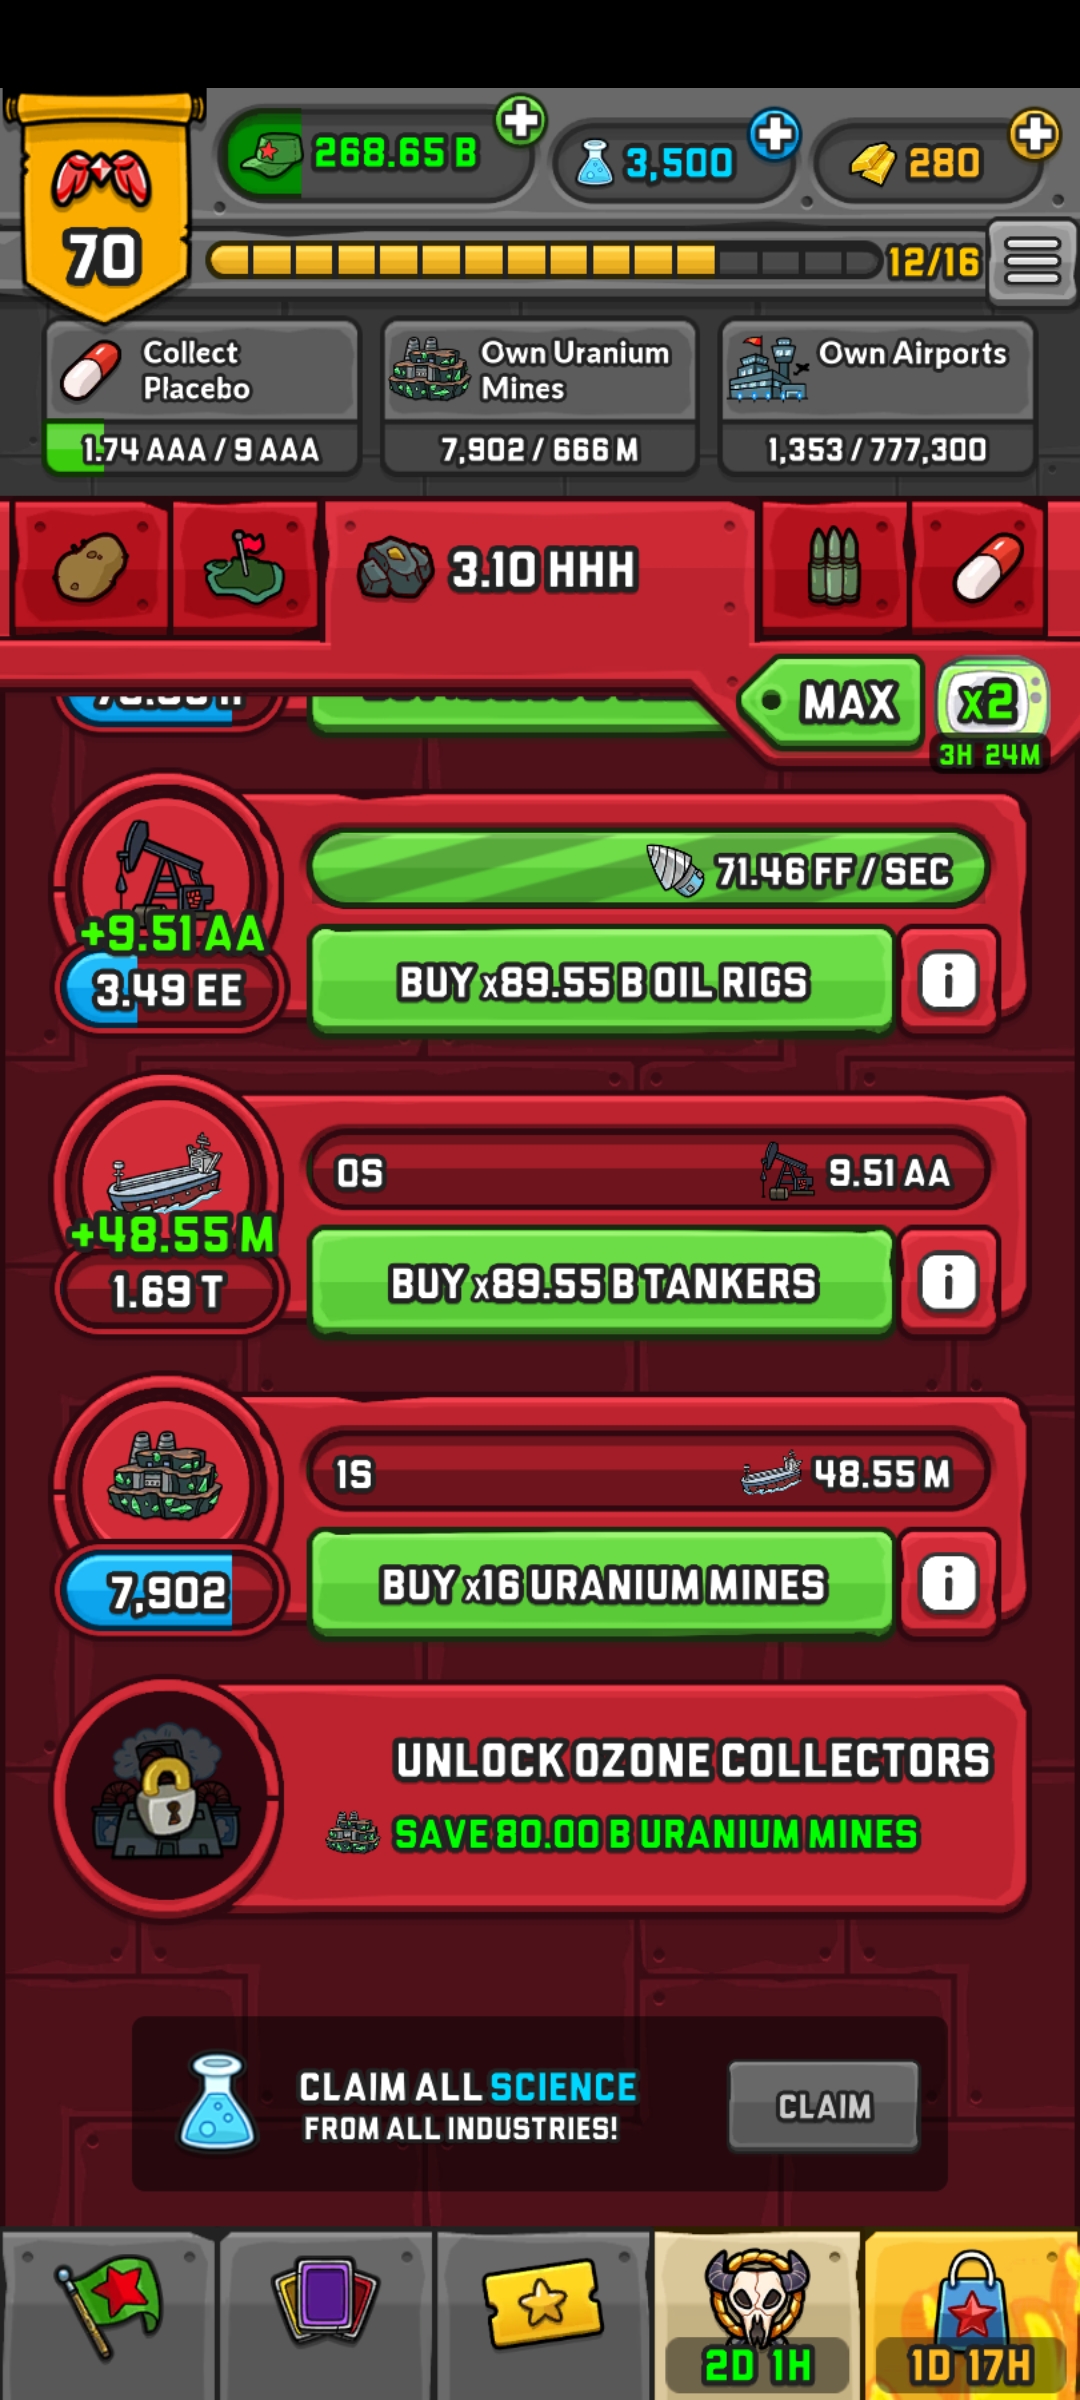 268.65 B
3,500
280
70
12/16
Collect
Placebo
Own Uranium
Mines
Own Airports
1.74 AAA / 9 AAA
7,902 / 666 M
1,353 / 777,300
3.10 HHH
MAX
x2
3H 24M
71.46 FF / SEC
+9.51 AA
3.49 EE
BUY x89.55 B OIL RIGS
i
0S
9.51 AA
+48.55 M
1.69 T
BUY x89.55 B TANKERS
i
1S
48.55 M
7,902
BUY x16 URANIUM MINES
i
UNLOCK OZONE COLLECTORS
SAVE 80.00 B URANIUM MINES
CLAIM ALL SCIENCE
FROM ALL INDUSTRIES!
CLAIM
2D 1H
1D 17H